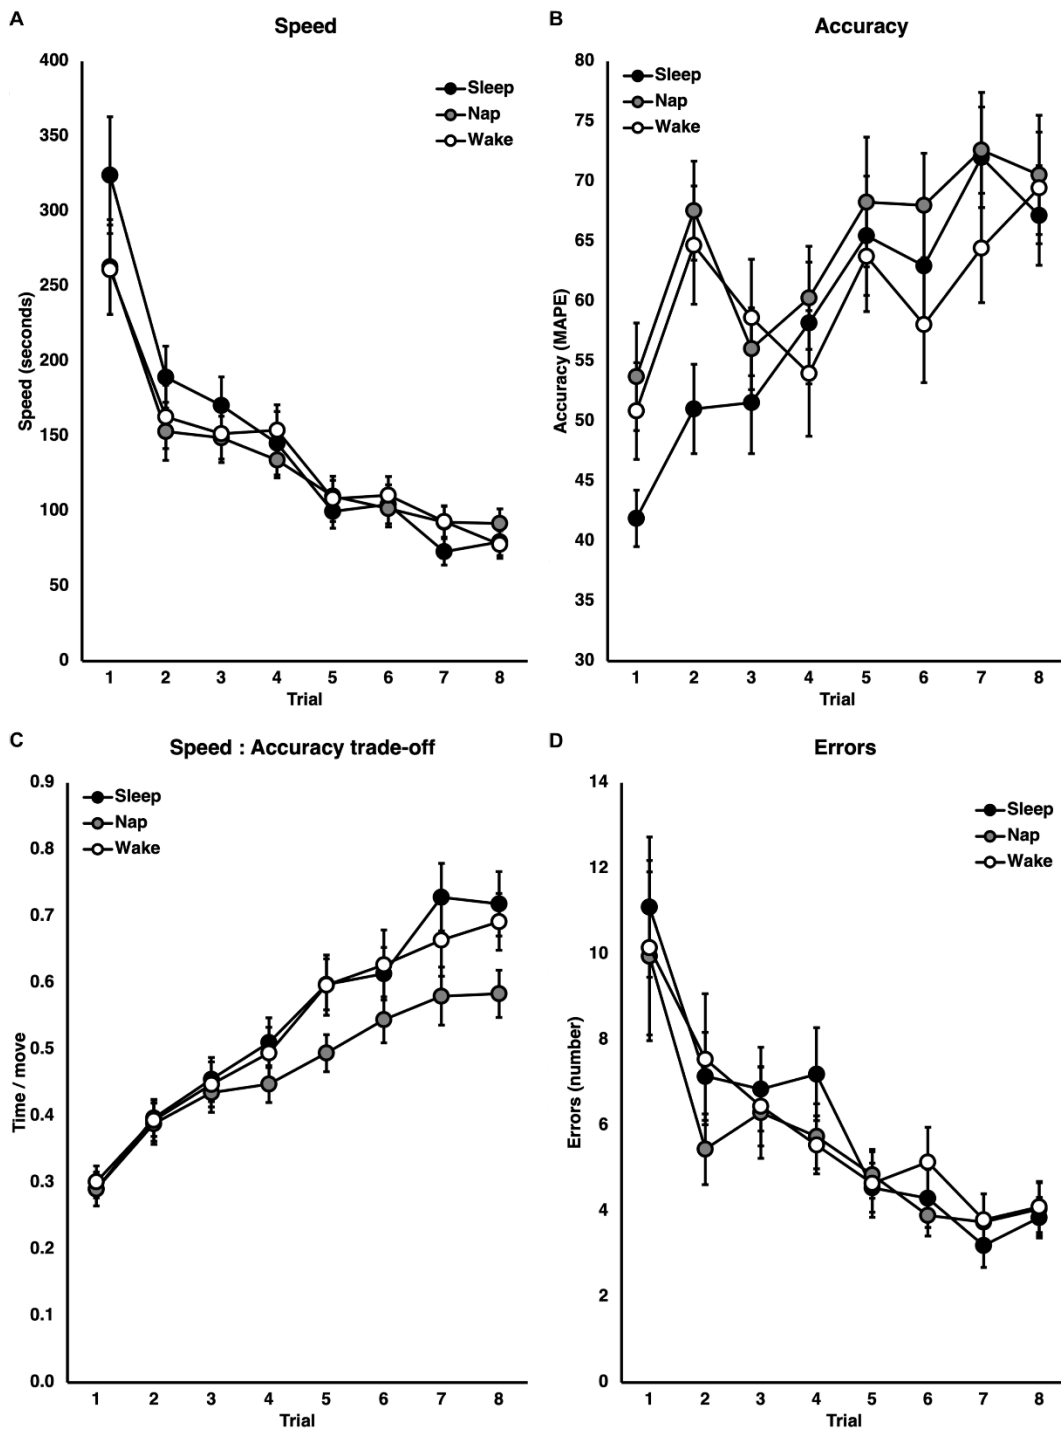 A
Speed
400
350
300
250
200
150
100
50
0
Speed (seconds)
Sleep
Nap
Wake
1 2 3 4 5 6 7 8
Trial
B
Accuracy
80
75
70
65
60
55
50
45
40
35
30
Accuracy (MAPE)
Sleep
Nap
Wake
1 2 3 4 5 6 7 8
Trial
C
Speed : Accuracy trade-off
0.9
0.8
0.7
0.6
0.5
0.4
0.3
0.2
0.1
0.0
Time / move
Sleep
Nap
Wake
1 2 3 4 5 6 7 8
Trial
D
Errors
14
12
10
8
6
4
2
0
Errors (number)
Sleep
Nap
Wake
1 2 3 4 5 6 7 8
Trial